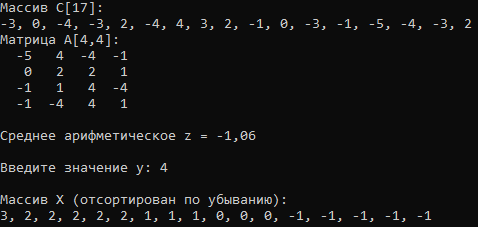 Массив C[17]:
-3, 0, -4, -3, 2, -4, 4, 3, 2, -1, 0, -3, -1, -5, -4, -3, 2
Матрица A[4,4]:
-5 4 -4 -1
0 2 2 1
-1 1 4 -4
-1 -4 4 1
Среднее арифметическое z = -1,06
Введите значение y: 4
Массив X (отсортирован по убыванию):
3, 2, 2, 2, 2, 2, 1, 1, 1, 0, 0, 0, -1, -1, -1, -1, -1